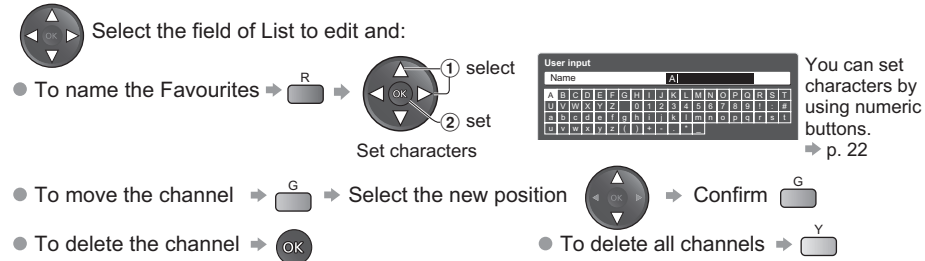 OK Select the field of List to edit and:
● To name the Favourites ➡ R ➡ OK ① select
② set
Set characters
User input
Name A
A B C D E F G H I J K L M N O P Q R S T
U V W X Y Z 0 1 2 3 4 5 6 7 8 9 ! : #
a b c d e f g h i j k l m n o p q r s t
u v w x y z ( ) + - . * _
You can set
characters by
using numeric
buttons.
➡ p. 22
● To move the channel ➡ G ➡ Select the new position OK ➡ Confirm G
● To delete the channel ➡ OK ● To delete all channels ➡ Y